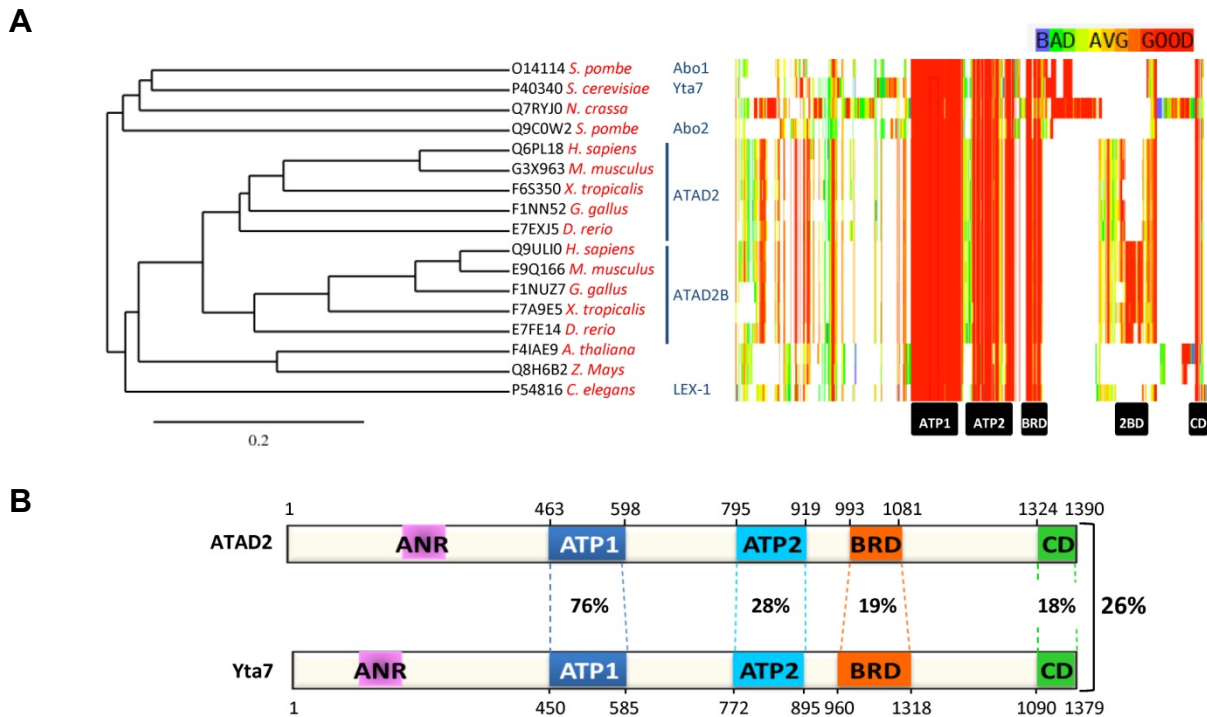 A
BAD AVG GOOD
O14114 S. pombe Abo1
P40340 S. cerevisiae Yta7
Q7RYJ0 N. crassa
Q9C0W2 S. pombe Abo2
Q6PL18 H. sapiens
G3X963 M. musculus
F6S350 X. tropicalis ATAD2
F1NN52 G. gallus
E7EXJ5 D. rerio
Q9ULI0 H. sapiens
E9Q166 M. musculus
F1NUZ7 G. gallus ATAD2B
F7A9E5 X. tropicalis
E7FE14 D. rerio
F4IAE9 A. thaliana
Q8H6B2 Z. Mays
P54816 C. elegans LEX-1
ATP1 ATP2 BRD 2BD CD
0.2
B
1 463 598 795 919 993 1081 1324 1390
ATAD2 ANR ATP1 ATP2 BRD CD
76% 28% 19% 18% 26%
Yta7 ANR ATP1 ATP2 BRD CD
1 450 585 772 895 960 1318 1090 1379